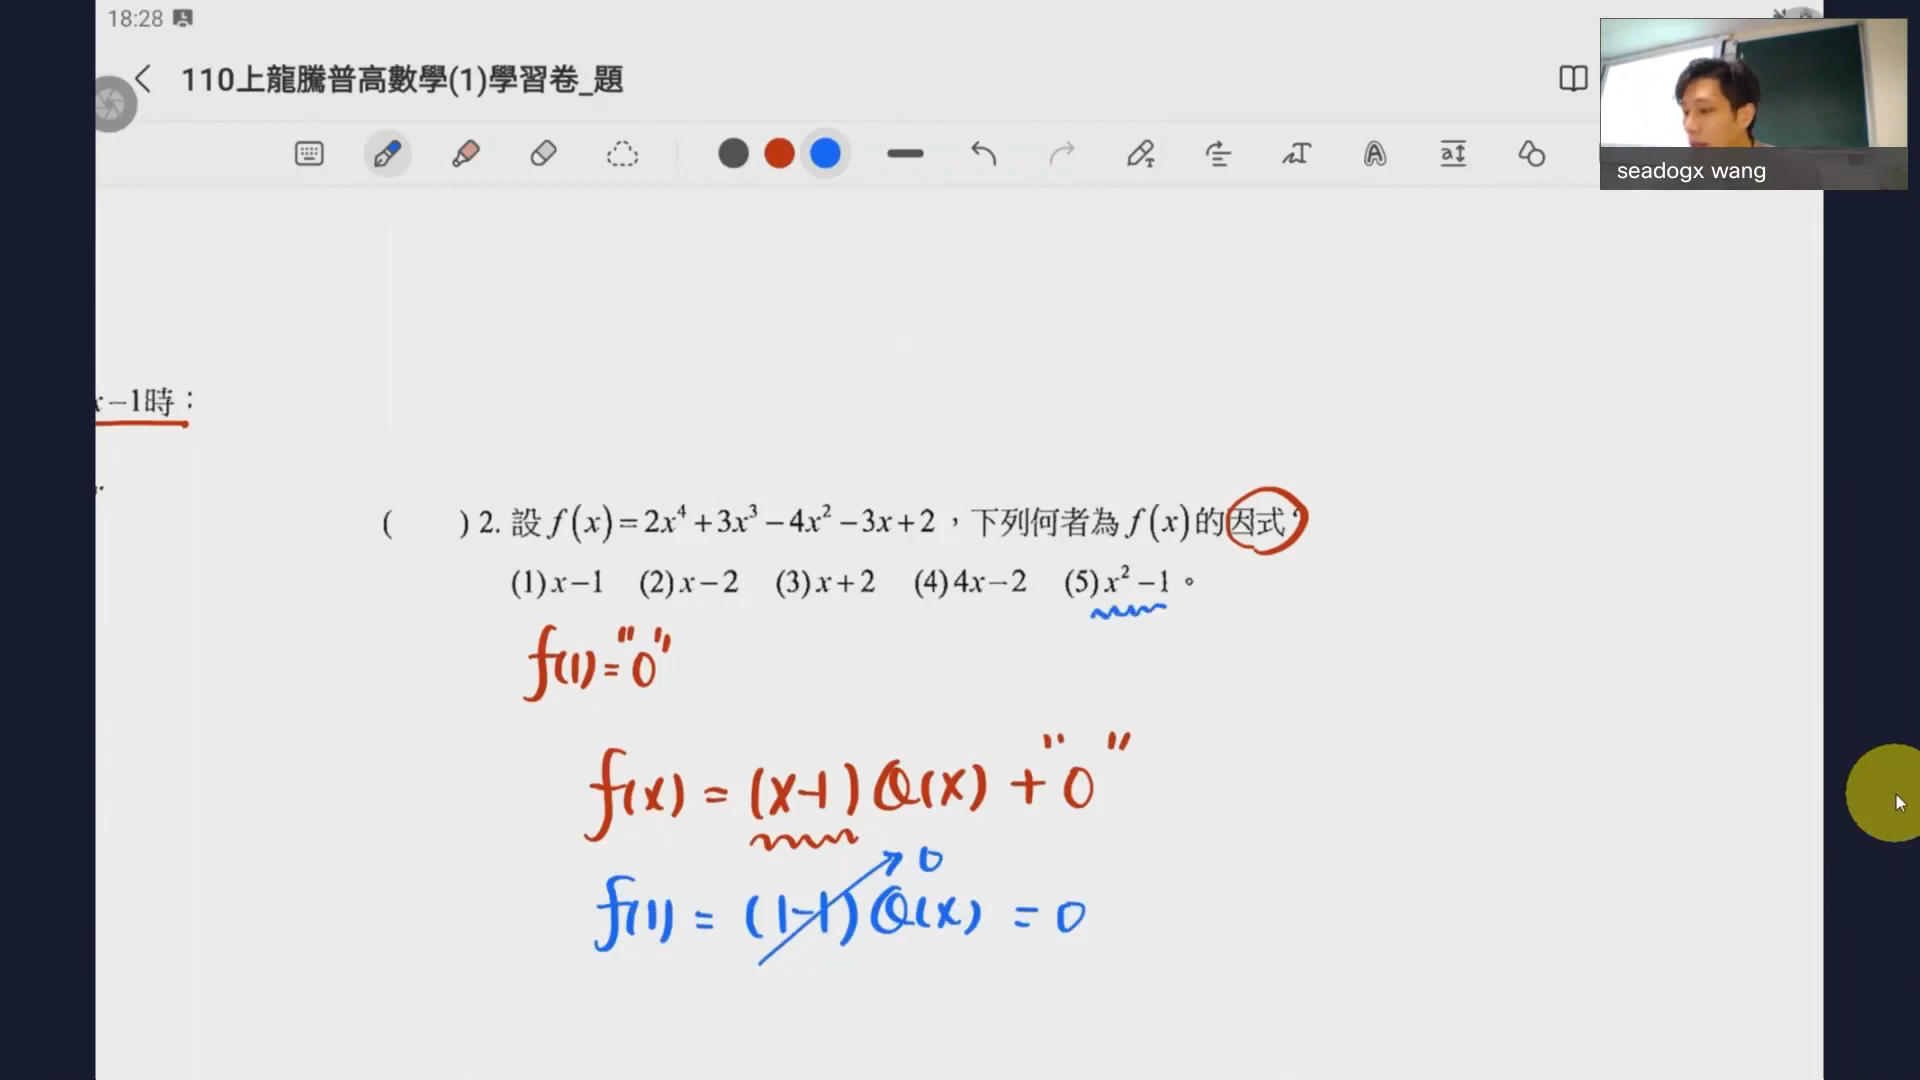 18:28
110上龍騰普高數學(1)學習卷_題
seadogx wang
x−1時：
( ) 2. 設 f(x)=2x⁴+3x³−4x²−3x+2，下列何者為 f(x)的因式？
(1)x−1 (2)x−2 (3)x+2 (4)4x−2 (5)x²−1。
f(1)="0"
f(x) = (x-1)Q(x) + "0"
0
f(1) = (1-1)Q(x) = 0